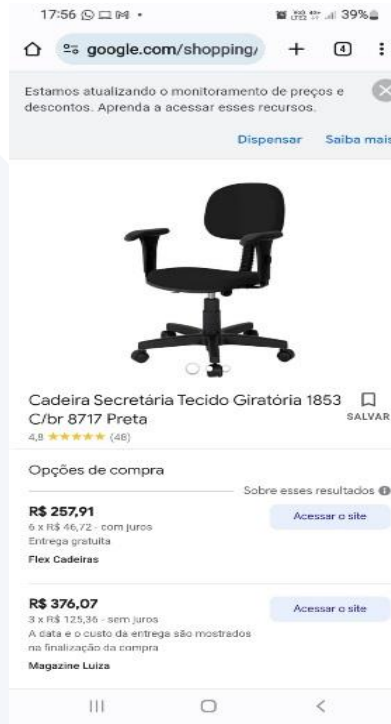 17:56
39%
google.com/shopping/
4
Estamos atualizando o monitoramento de preços e
descontos. Aprenda a acessar esses recursos.
Dispensar Saiba mais
Cadeira Secretária Tecido Giratória 1853
C/br 8717 Preta
SALVAR
4,8 ★★★★★ (48)
Opções de compra
Sobre esses resultados
R$ 257,91
Acessar o site
6 x R$ 46,72 - com juros
Entrega gratuita
Flex Cadeiras
R$ 376,07
Acessar o site
3 x R$ 125,36 - sem juros
A data e o custo da entrega são mostrados
na finalização da compra
Magazine Luiza